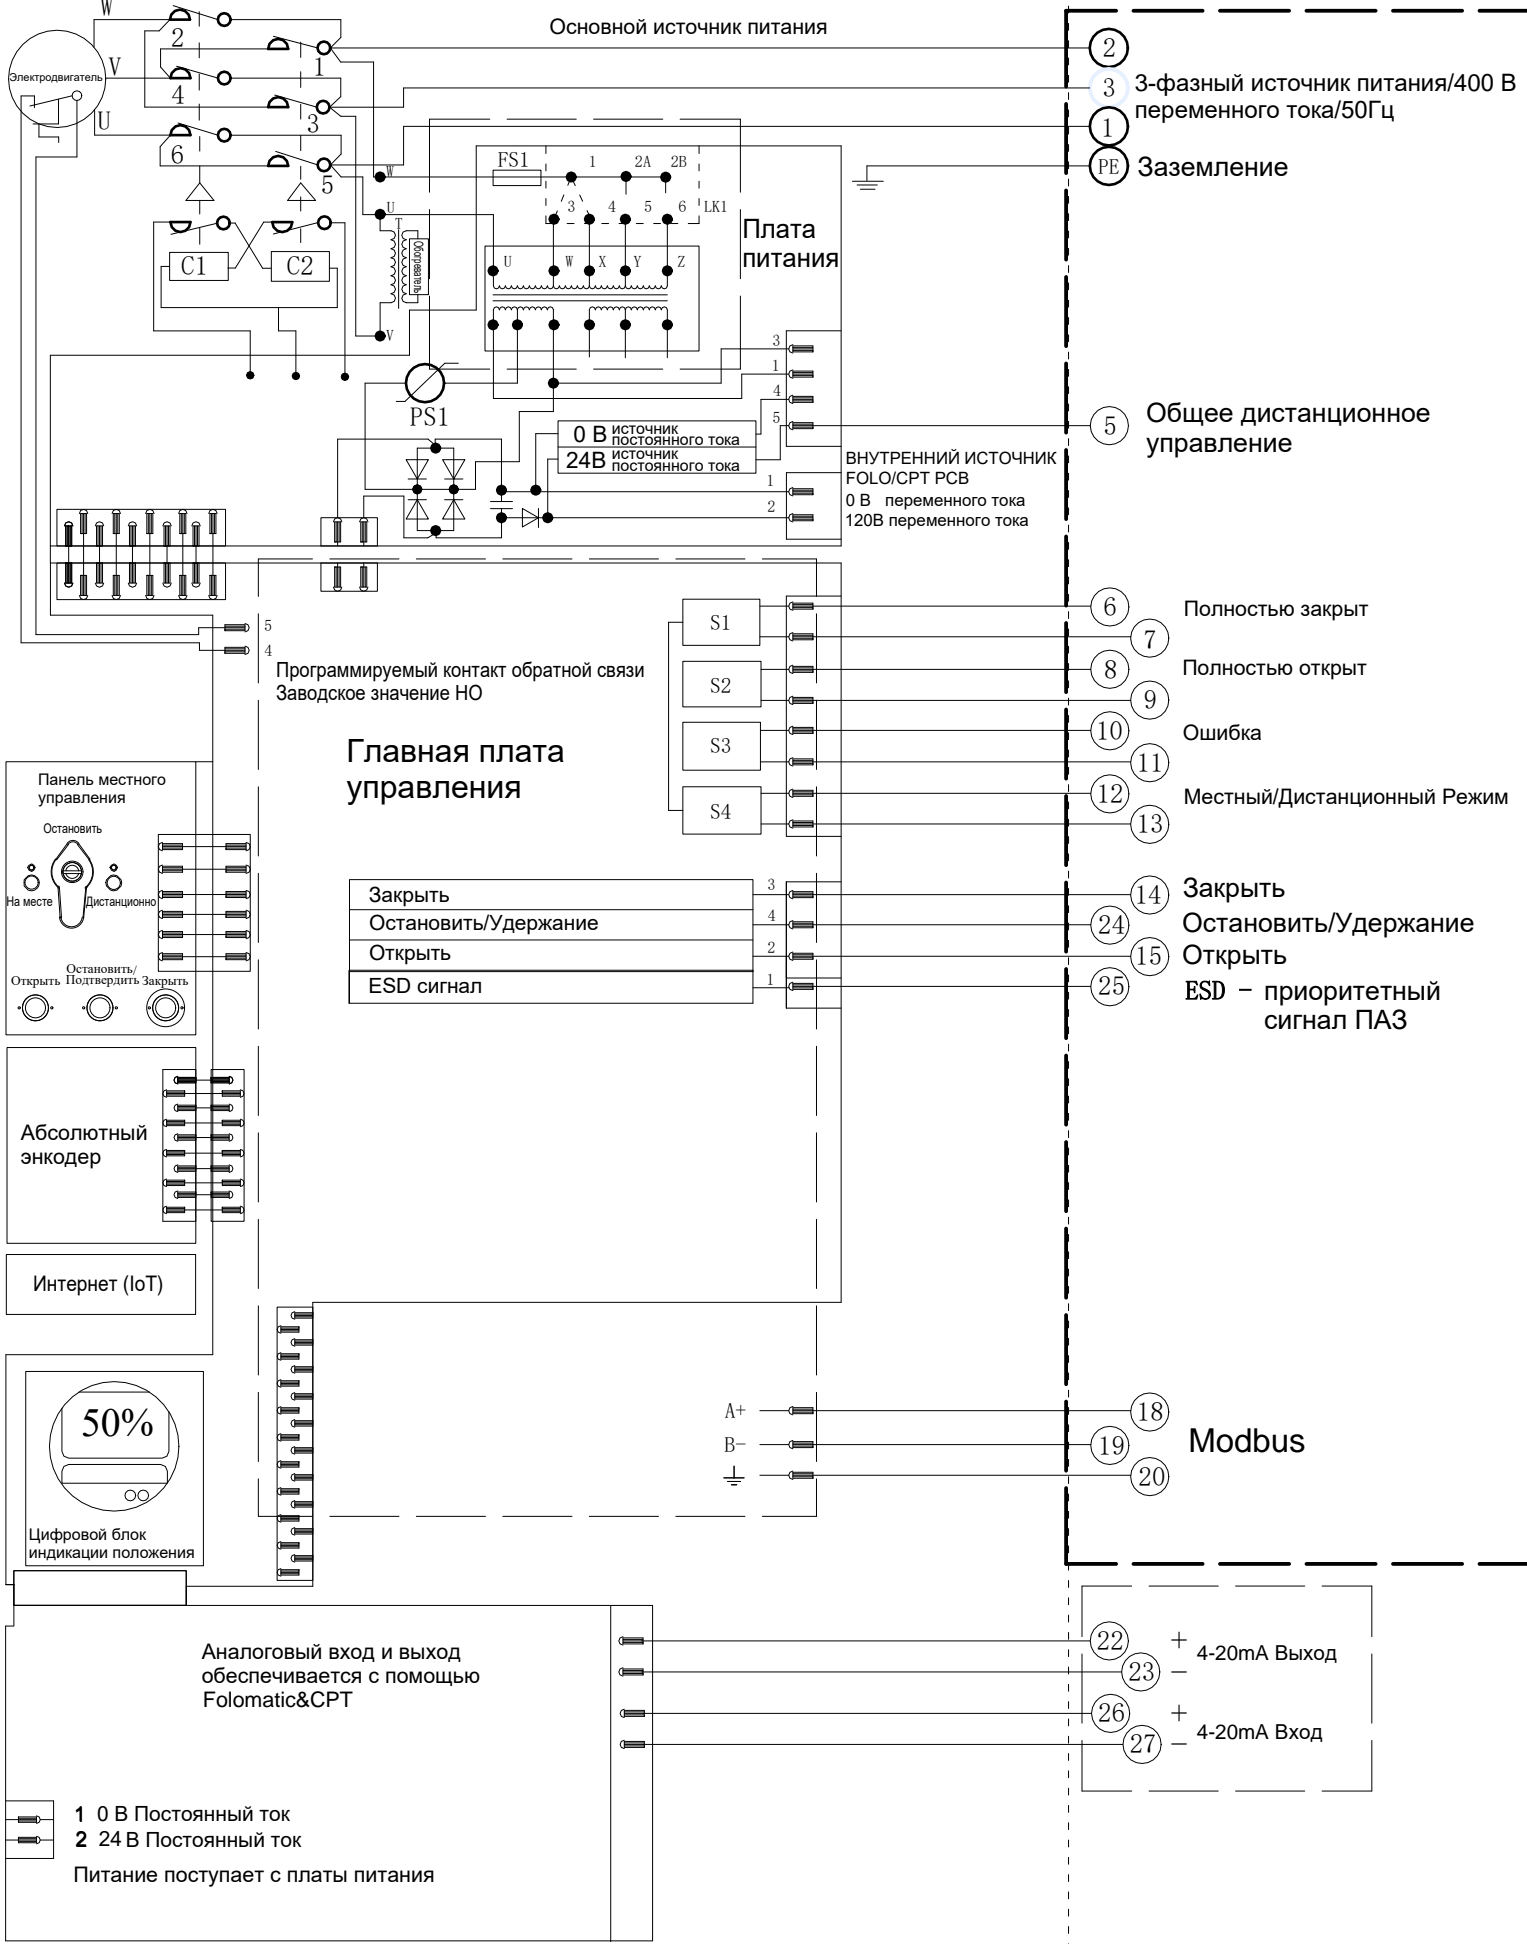 W
2
1
Основной источник питания
2
Электродвигатель
V
4
3
3
3-фазный источник питания/400 В
переменного тока/50Гц
U
6
5
1
PE
Заземление
W
FS1
1
2A
2B
3
4
5
6
LK1
U
T
Обогреватель
V
C1
C2
U
W
X
Y
Z
Плата
питания
PS1
3
1
4
5
0 В источник
постоянного тока
24В источник
постоянного тока
5
Общее дистанционное
управление
1
2
ВНУТРЕННИЙ ИСТОЧНИК
FOLO/CPT PCB
0 В переменного тока
120В переменного тока
5
4
Программируемый контакт обратной связи
Заводское значение НО
Главная плата
управления
S1
S2
S3
S4
6
Полностью закрыт
7
8
Полностью открыт
9
10
Ошибка
11
12
Местный/Дистанционный Режим
13
Панель местного
управления
Остановить
На месте
Дистанционно
Открыть
Остановить/
Подтвердить
Закрыть
Закрыть
3
14
Закрыть
Остановить/Удержание
4
24
Остановить/Удержание
Открыть
2
15
Открыть
ESD сигнал
1
25
ESD - приоритетный
сигнал ПАЗ
Абсолютный
энкодер
Интернет (IoT)
50%
Цифровой блок
индикации положения
A+
18
B-
19
Modbus
20
Аналоговый вход и выход
обеспечивается с помощью
Folomatic&CPT
22
+
4-20mA Выход
23
-
26
+
4-20mA Вход
27
-
1 0 В Постоянный ток
2 24 В Постоянный ток
Питание поступает с платы питания